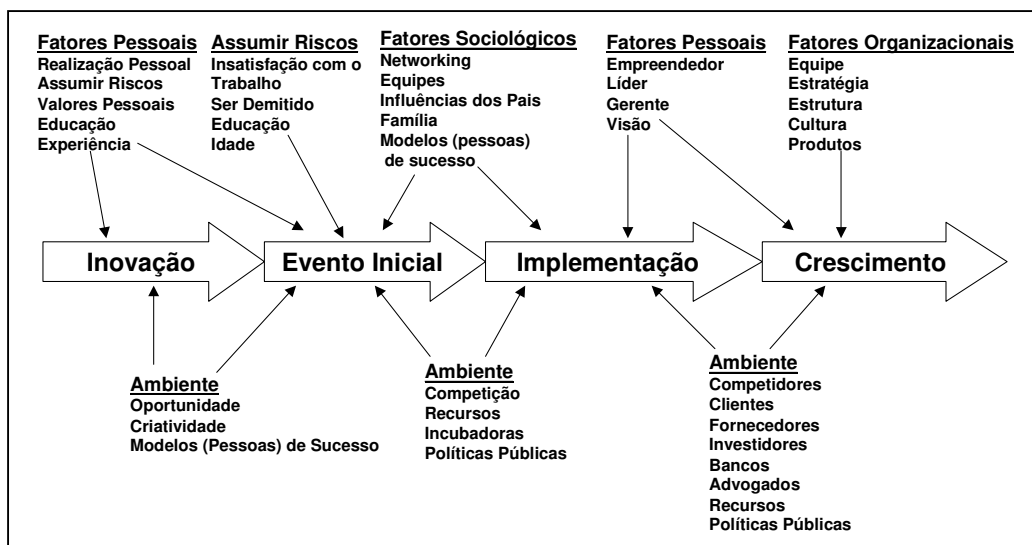 Fatores Pessoais
Realização Pessoal
Assumir Riscos
Valores Pessoais
Educação
Experiência
Assumir Riscos
Insatisfação com o
Trabalho
Ser Demitido
Educação
Idade
Fatores Sociológicos
Networking
Equipes
Influências dos Pais
Família
Modelos (pessoas)
de sucesso
Fatores Pessoais
Empreendedor
Líder
Gerente
Visão
Fatores Organizacionais
Equipe
Estratégia
Estrutura
Cultura
Produtos
Inovação
Evento Inicial
Implementação
Crescimento
Ambiente
Oportunidade
Criatividade
Modelos (Pessoas) de Sucesso
Ambiente
Competição
Recursos
Incubadoras
Políticas Públicas
Ambiente
Competidores
Clientes
Fornecedores
Investidores
Bancos
Advogados
Recursos
Políticas Públicas